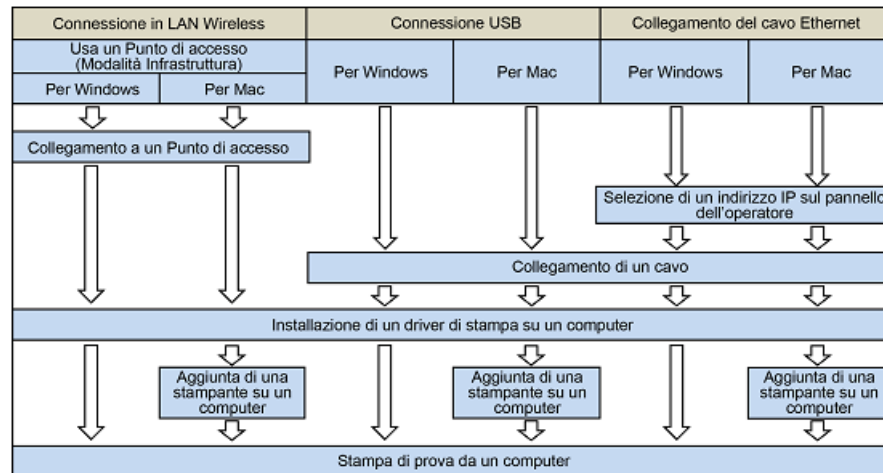 Connessione in LAN Wireless
Connessione USB
Collegamento del cavo Ethernet
Usa un Punto di accesso
(Modalità Infrastruttura)
Per Windows
Per Mac
Per Windows
Per Mac
Per Windows
Per Mac
Collegamento a un Punto di accesso
Selezione di un indirizzo IP sul pannello
dell'operatore
Collegamento di un cavo
Installazione di un driver di stampa su un computer
Aggiunta di una
stampante su un
computer
Aggiunta di una
stampante su un
computer
Aggiunta di una
stampante su un
computer
Stampa di prova da un computer